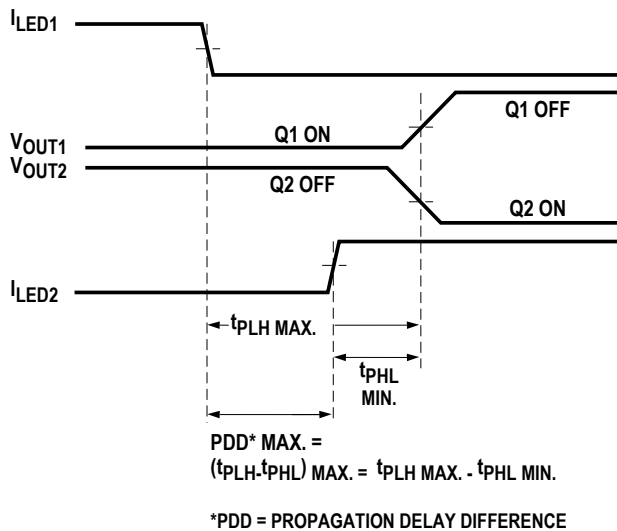 ILED1
Q1 OFF
VOUT1
Q1 ON
VOUT2
Q2 OFF
Q2 ON
ILED2
tPLH MAX.
tPHL
MIN.
PDD* MAX. =
(tPLH-tPHL) MAX. = tPLH MAX. - tPHL MIN.
*PDD = PROPAGATION DELAY DIFFERENCE